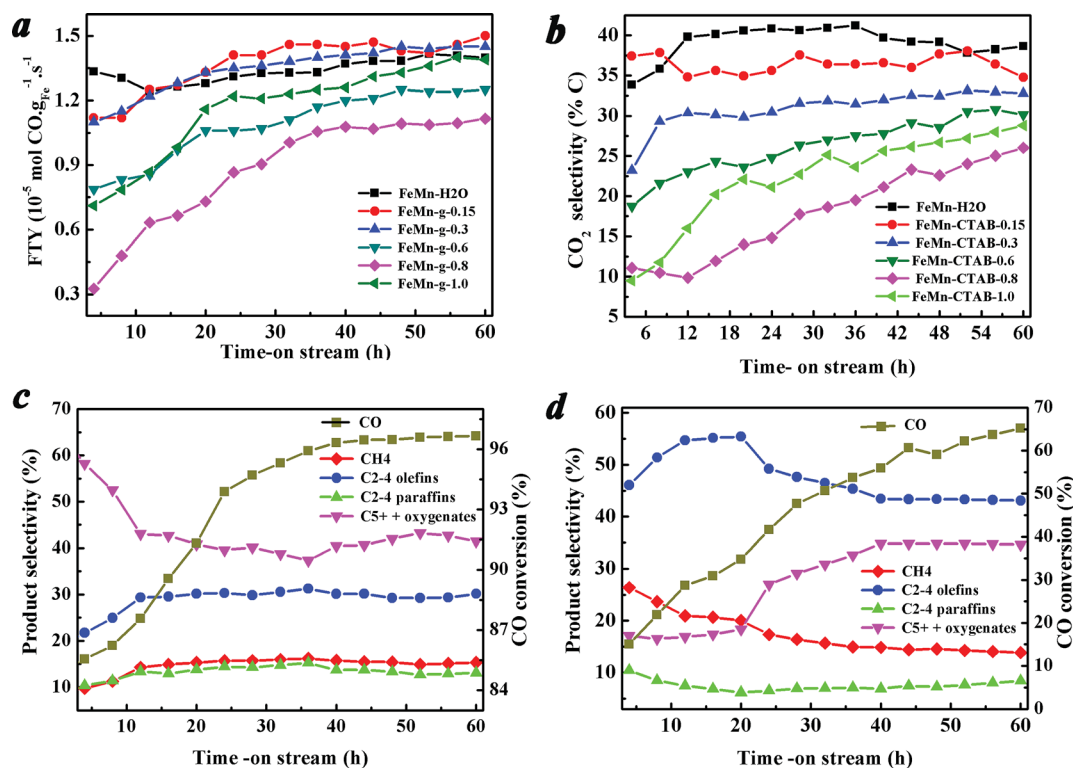 a
FTY (10⁻⁵ mol CO.g_Fe⁻¹.s⁻¹)
1.5
1.2
0.9
0.6
0.3
FeMn-H2O
FeMn-g-0.15
FeMn-g-0.3
FeMn-g-0.6
FeMn-g-0.8
FeMn-g-1.0
10 20 30 40 50 60
Time-on stream (h)
b
CO₂ selectivity (% C)
40
35
30
25
20
15
10
5
FeMn-H2O
FeMn-CTAB-0.15
FeMn-CTAB-0.3
FeMn-CTAB-0.6
FeMn-CTAB-0.8
FeMn-CTAB-1.0
6 12 18 24 30 36 42 48 54 60
Time- on stream (h)
c
Product selectivity (%)
70
60
50
40
30
20
10
CO
CH4
C2-4 olefins
C2-4 paraffins
C5+ + oxygenates
96
93
91
90
87
84
CO conversion (%)
10 20 30 40 50 60
Time -on stream (h)
d
Product selectivity (%)
60
50
40
30
20
10
CO
CH4
C2-4 olefins
C2-4 paraffins
C5+ + oxygenates
70
60
50
40
30
20
10
0
CO conversion (%)
10 20 30 40 50 60
Time -on stream (h)